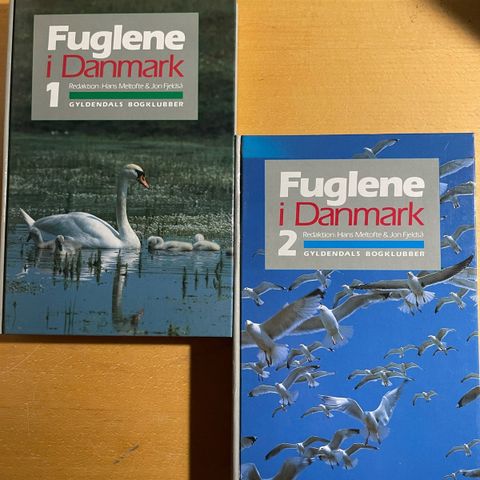 Fuglene
i Danmark
1
Redaktion: Hans Meltofte & Jon Fjeldså
GYLDENDALS BOGKLUBBER
Fuglene
i Danmark
2
Redaktion: Hans Meltofte & Jon Fjeldså
GYLDENDALS BOGKLUBBER